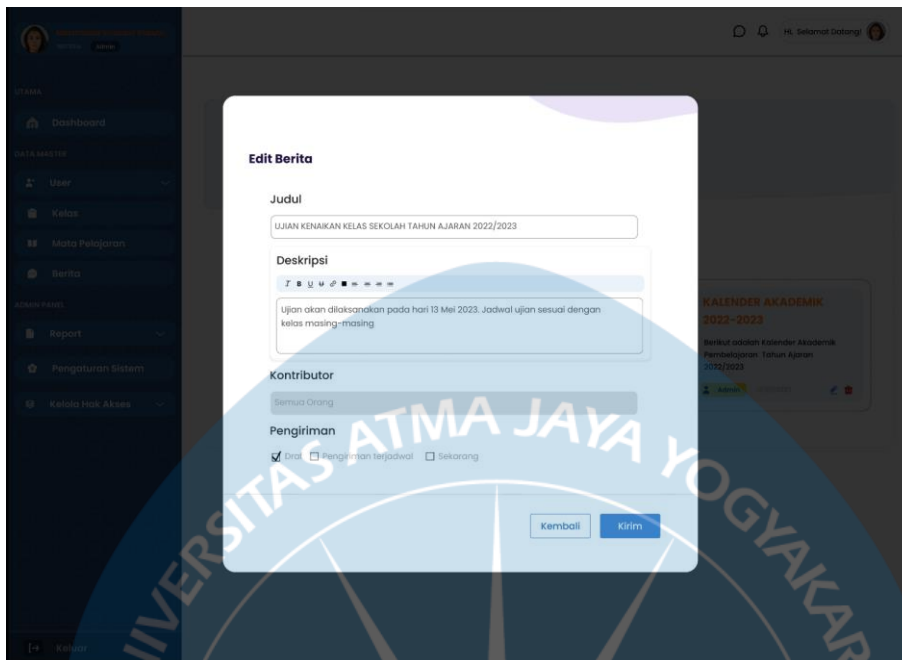 Admin
Hi, Selamat Datang!
UTAMA
Dashboard
DATA MASTER
User
Kelas
Mata Pelajaran
Berita
ADMIN PANEL
Report
Pengaturan Sistem
Kelola Hak Akses
Keluar
Edit Berita
Judul
UJIAN KENAIKAN KELAS SEKOLAH TAHUN AJARAN 2022/2023
Deskripsi
I B U
Ujian akan dilaksanakan pada hari 13 Mei 2023. Jadwal ujian sesuai dengan
kelas masing-masing
Kontributor
Semua Orang
Pengiriman
Draf Pengiriman terjadwal Sekarang
Kembali Kirim
KALENDER AKADEMIK
2022-2023
Berikut adalah Kalender Akademik
Pembelajaran Tahun Ajaran
2022/2023
Admin
ERSITAS ATMA JAYA YOGYAKAR